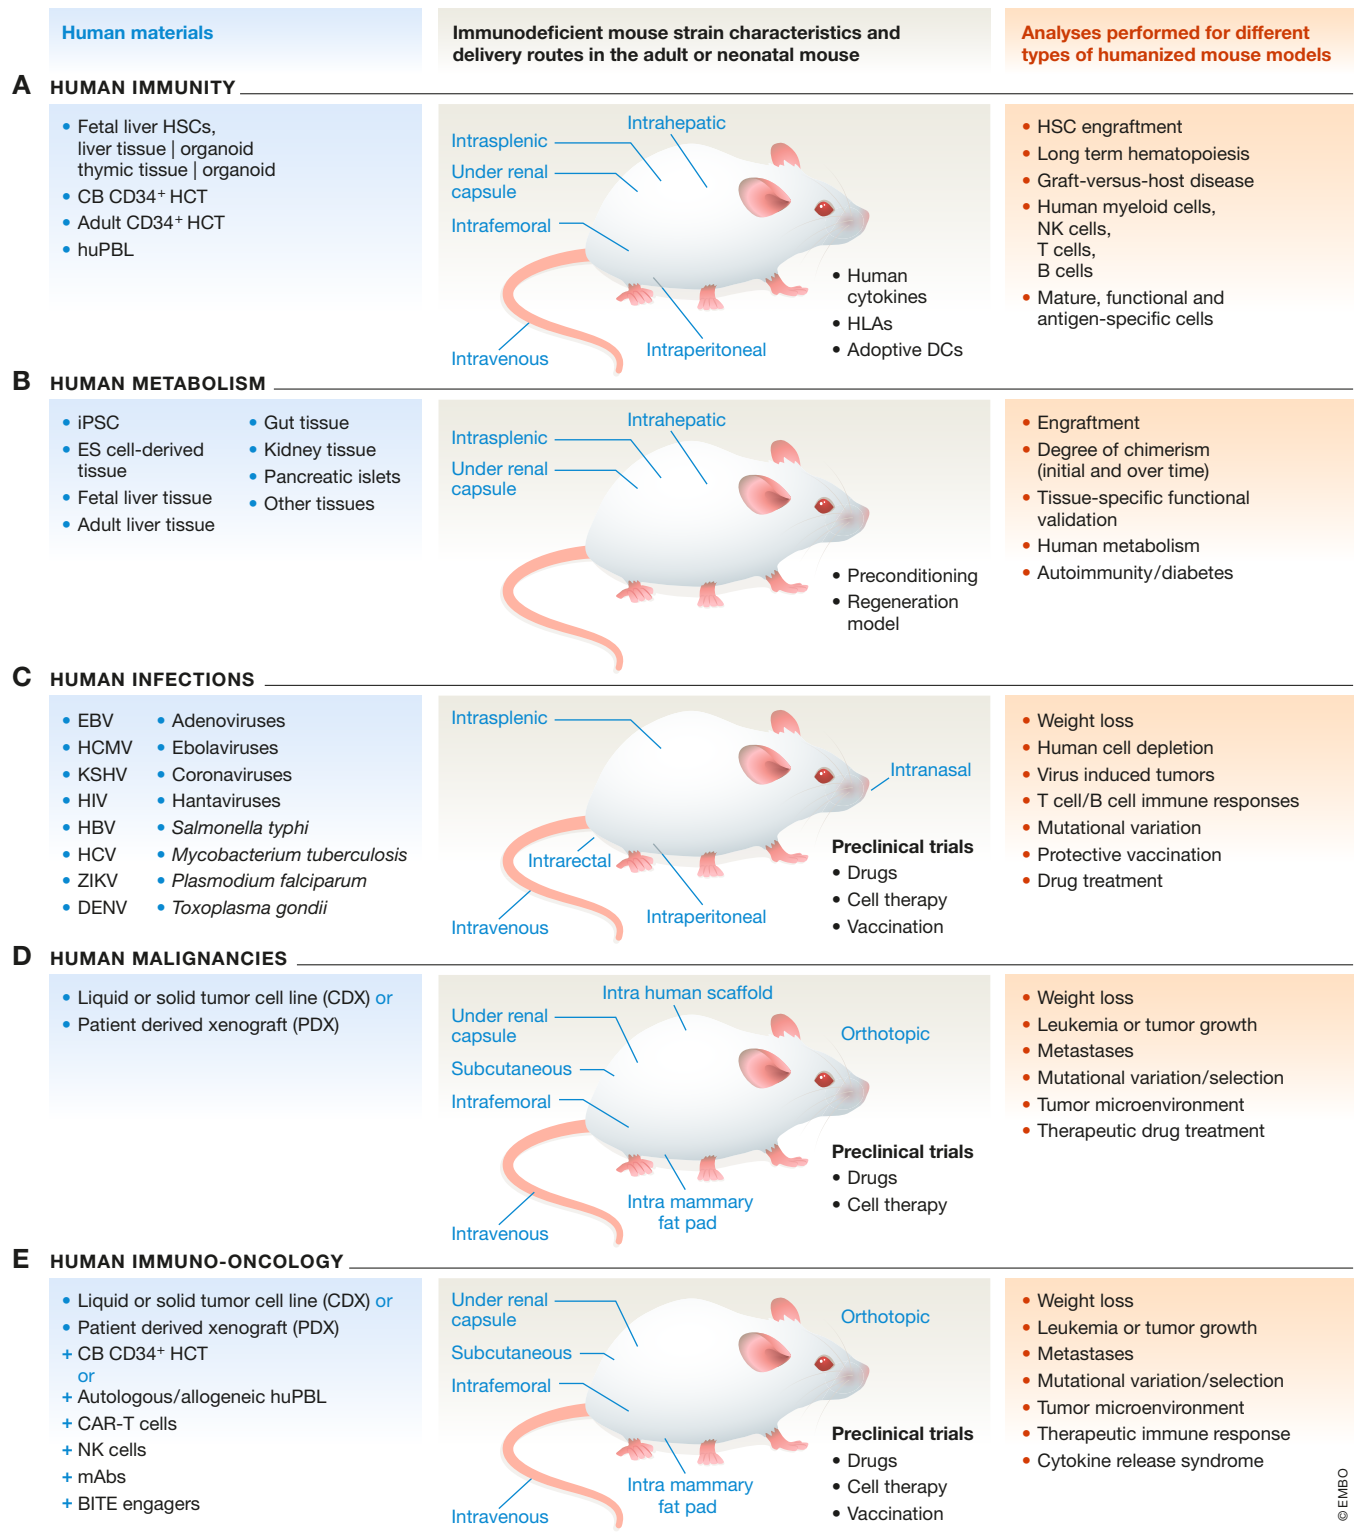 Human materials
Immunodeficient mouse strain characteristics and
delivery routes in the adult or neonatal mouse
Analyses performed for different
types of humanized mouse models
A HUMAN IMMUNITY
• Fetal liver HSCs,
liver tissue | organoid
thymic tissue | organoid
• CB CD34+ HCT
• Adult CD34+ HCT
• huPBL
Intrahepatic
Intrasplenic
Under renal
capsule
Intrafemoral
Intravenous
Intraperitoneal
• Human
cytokines
• HLAs
• Adoptive DCs
• HSC engraftment
• Long term hematopoiesis
• Graft-versus-host disease
• Human myeloid cells,
NK cells,
T cells,
B cells
• Mature, functional and
antigen-specific cells
B HUMAN METABOLISM
• iPSC
• ES cell-derived
tissue
• Fetal liver tissue
• Adult liver tissue
• Gut tissue
• Kidney tissue
• Pancreatic islets
• Other tissues
Intrahepatic
Intrasplenic
Under renal
capsule
• Preconditioning
• Regeneration
model
• Engraftment
• Degree of chimerism
(initial and over time)
• Tissue-specific functional
validation
• Human metabolism
• Autoimmunity/diabetes
C HUMAN INFECTIONS
• EBV
• HCMV
• KSHV
• HIV
• HBV
• HCV
• ZIKV
• DENV
• Adenoviruses
• Ebolaviruses
• Coronaviruses
• Hantaviruses
• Salmonella typhi
• Mycobacterium tuberculosis
• Plasmodium falciparum
• Toxoplasma gondii
Intrasplenic
Intranasal
Intrarectal
Intravenous
Intraperitoneal
Preclinical trials
• Drugs
• Cell therapy
• Vaccination
• Weight loss
• Human cell depletion
• Virus induced tumors
• T cell/B cell immune responses
• Mutational variation
• Protective vaccination
• Drug treatment
D HUMAN MALIGNANCIES
• Liquid or solid tumor cell line (CDX) or
• Patient derived xenograft (PDX)
Intra human scaffold
Under renal
capsule
Orthotopic
Subcutaneous
Intrafemoral
Intra mammary
fat pad
Intravenous
Preclinical trials
• Drugs
• Cell therapy
• Weight loss
• Leukemia or tumor growth
• Metastases
• Mutational variation/selection
• Tumor microenvironment
• Therapeutic drug treatment
E HUMAN IMMUNO-ONCOLOGY
• Liquid or solid tumor cell line (CDX) or
• Patient derived xenograft (PDX)
+ CB CD34+ HCT
or
+ Autologous/allogeneic huPBL
+ CAR-T cells
+ NK cells
+ mAbs
+ BITE engagers
Under renal
capsule
Orthotopic
Subcutaneous
Intrafemoral
Intra mammary
fat pad
Intravenous
Preclinical trials
• Drugs
• Cell therapy
• Vaccination
• Weight loss
• Leukemia or tumor growth
• Metastases
• Mutational variation/selection
• Tumor microenvironment
• Therapeutic immune response
• Cytokine release syndrome
© EMBO